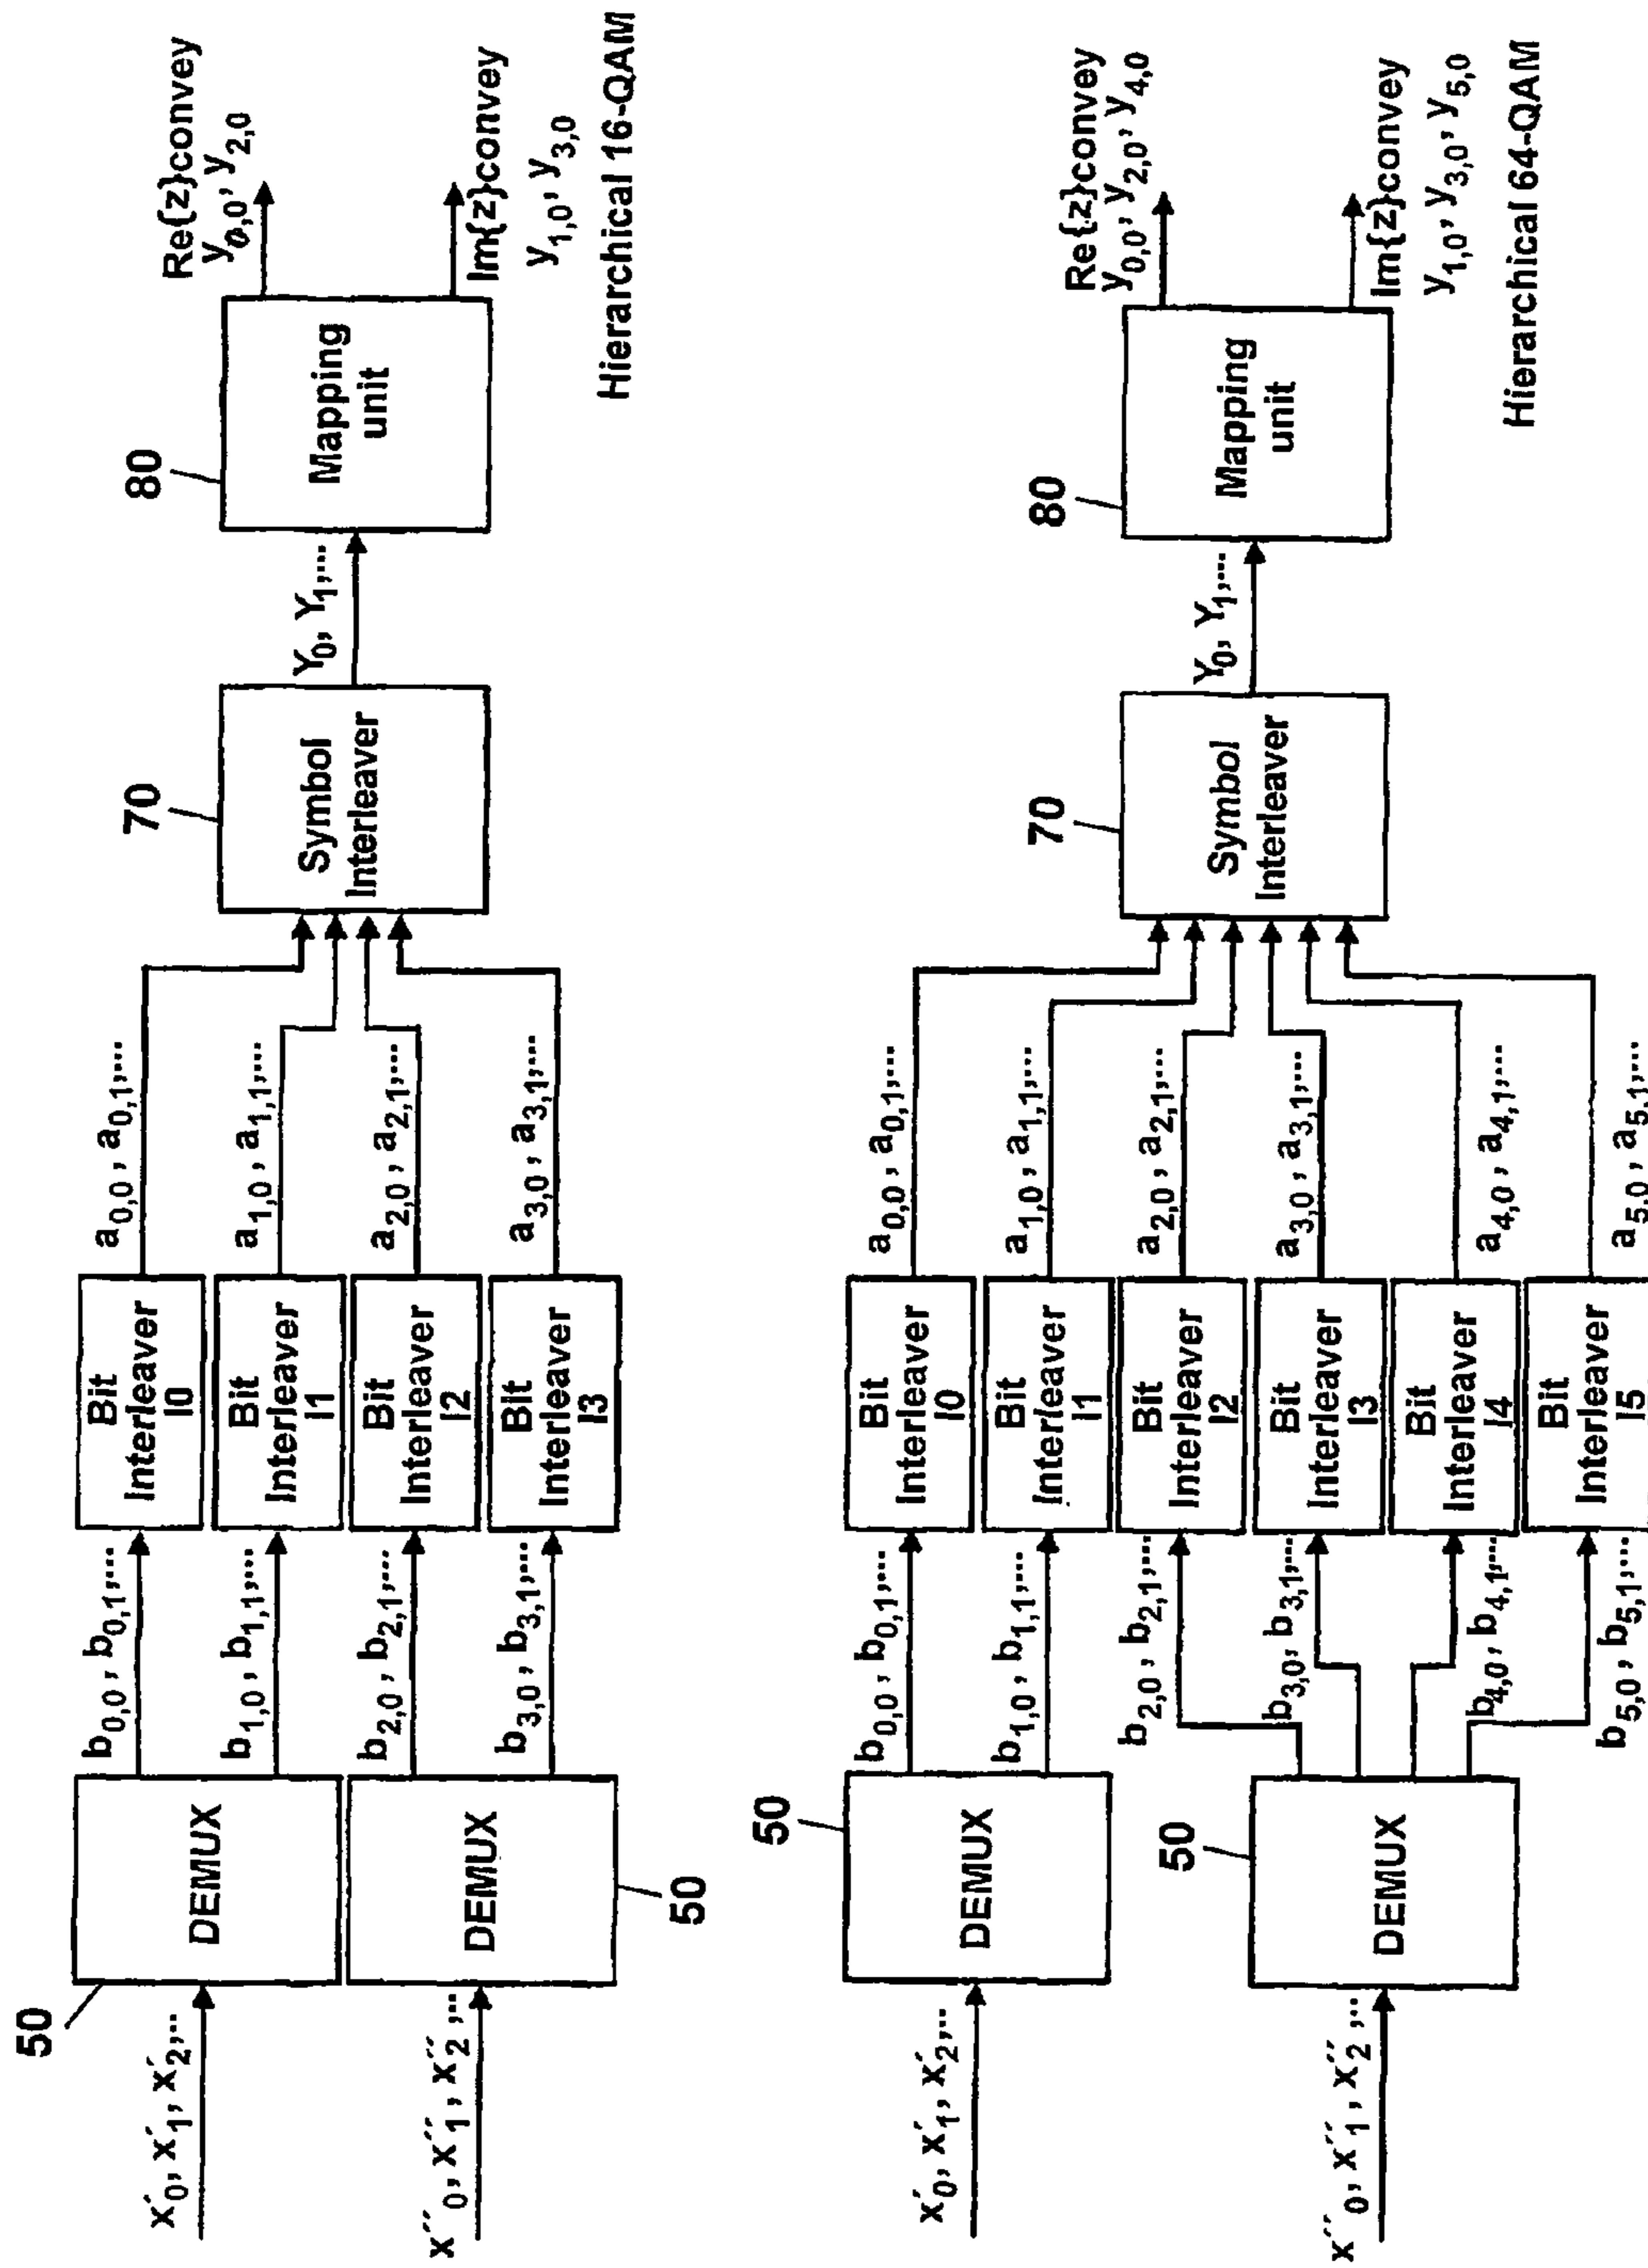 50
x′0, x′1, x′2,..
x″0, x″1, x″2,..
DEMUX
DEMUX
50
b0,0, b0,1,...
b1,0, b1,1,...
b2,0, b2,1,...
b3,0, b3,1,...
Bit
Interleaver
I0
Bit
Interleaver
I1
Bit
Interleaver
I2
Bit
Interleaver
I3
a0,0, a0,1,...
a1,0, a1,1,...
a2,0, a2,1,...
a3,0, a3,1,...
70
Symbol
Interleaver
Y0, Y1,...
80
Mapping
unit
Re{z}convey
y0,0, y2,0
Im{z}convey
y1,0, y3,0
Hierarchical 16-QAM
50
x′0, x′1, x′2,..
DEMUX
50
x″0, x″1, x″2,..
DEMUX
b0,0, b0,1,...
b1,0, b1,1,...
b2,0, b2,1,...
b3,0, b3,1,...
b4,0, b4,1,...
b5,0, b5,1,...
Bit
Interleaver
I0
Bit
Interleaver
I1
Bit
Interleaver
I2
Bit
Interleaver
I3
Bit
Interleaver
I4
Bit
Interleaver
I5
a0,0, a0,1,...
a1,0, a1,1,...
a2,0, a2,1,...
a3,0, a3,1,...
a4,0, a4,1,...
a5,0, a5,1,...
70
Symbol
Interleaver
Y0, Y1,...
80
Mapping
unit
Re{z}convey
y0,0, y2,0, y4,0
Im{z}convey
y1,0, y3,0, y5,0
Hierarchical 64-QAM